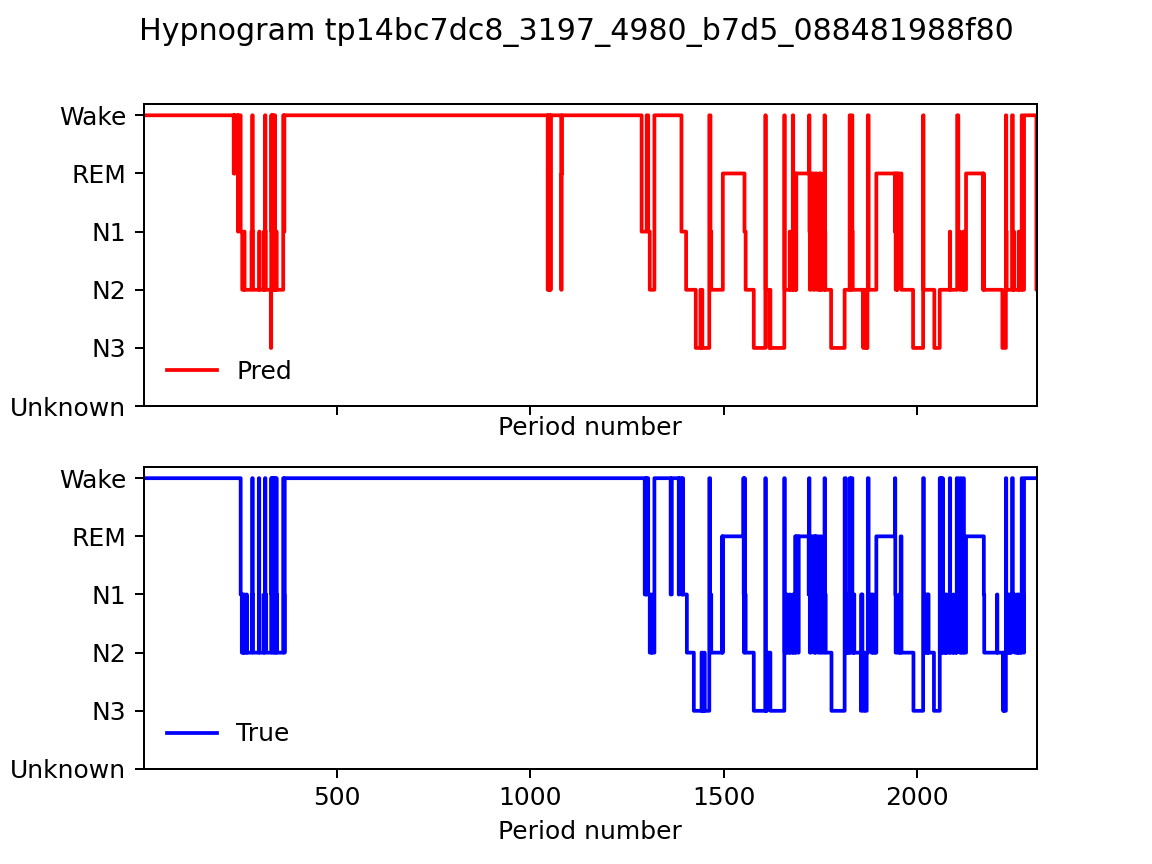 Hypnogram tp14bc7dc8_3197_4980_b7d5_088481988f80
Wake
REM
N1
N2
N3
Unknown
Pred
Period number
Wake
REM
N1
N2
N3
Unknown
True
500 1000 1500 2000
Period number